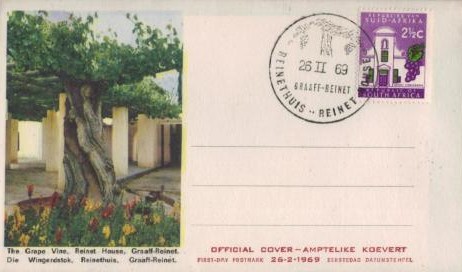 REPUBLIEK VAN
SUID-AFRIKA
2½c
REPUBLIC OF
SOUTH AFRICA
26 II 69
GRAAFF-REINET
REINETHUIS -- REINET HOUSE
The Grape Vine, Reinet House, Graaff-Reinet.
Die Wingerdstok, Reinethuis, Graaff-Reinet.
OFFICIAL COVER – AMPTELIKE KOEVERT
FIRST-DAY POSTMARK 26-2-1969 EERSTEDAG DATUMSTEMPEL